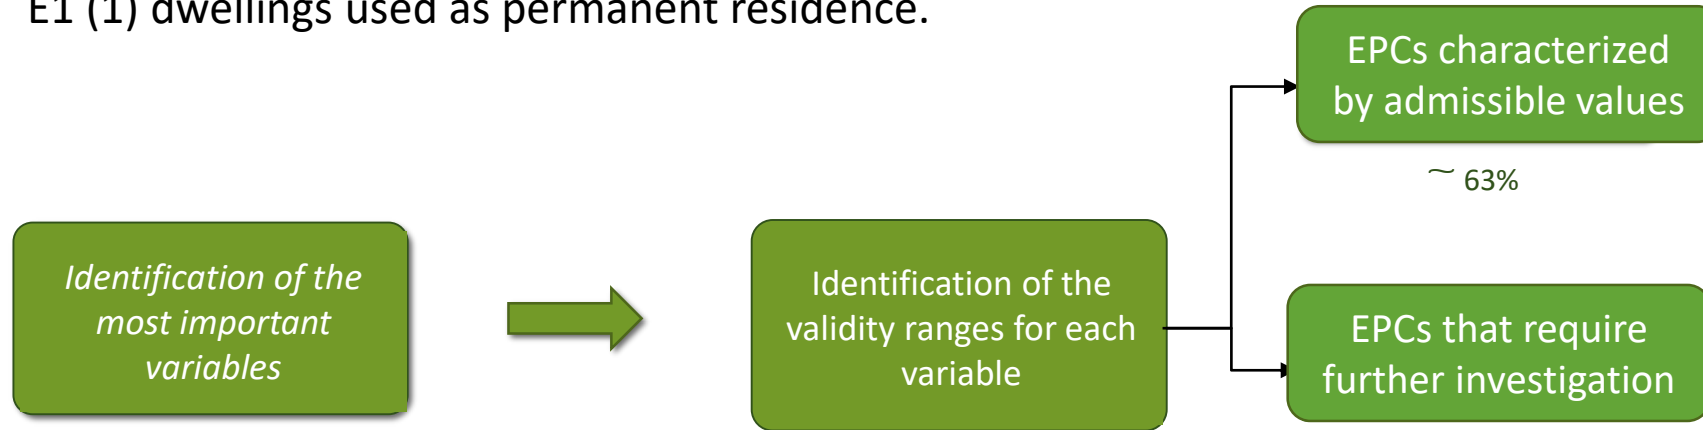 E1 (1) dwellings used as permanent residence.
EPCs characterized
by admissible values
~ 63%
Identification of the
most important
variables
Identification of the
validity ranges for each
variable
EPCs that require
further investigation